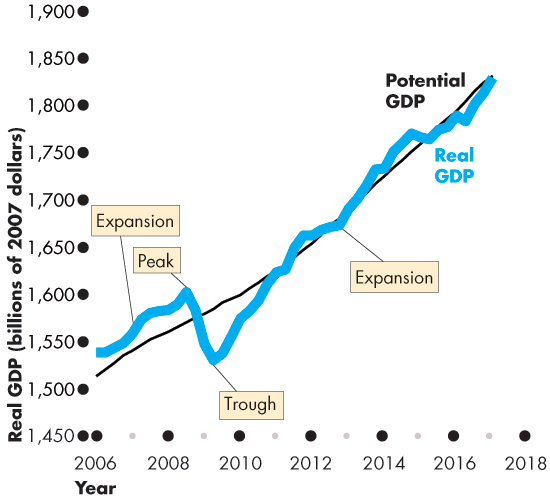 1,900
1,850
1,800
1,750
1,700
1,650
1,600
1,550
1,500
1,450
Real GDP (billions of 2007 dollars)
Potential
GDP
Real
GDP
Expansion
Peak
Expansion
Trough
2006 2008 2010 2012 2014 2016 2018
Year